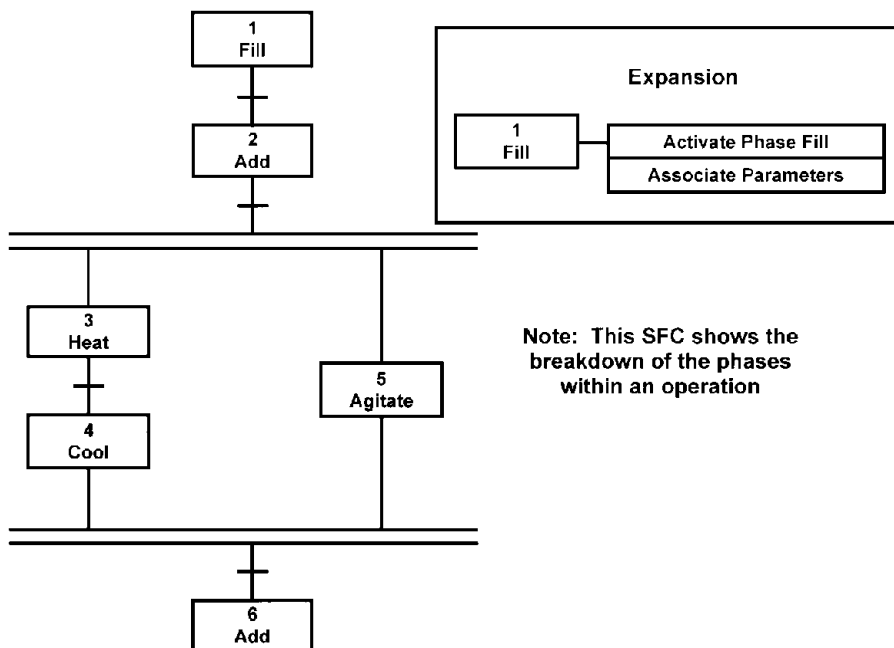 1
Fill
2
Add
3
Heat
4
Cool
5
Agitate
6
Add
Expansion
1
Fill
Activate Phase Fill
Associate Parameters
Note: This SFC shows the
breakdown of the phases
within an operation